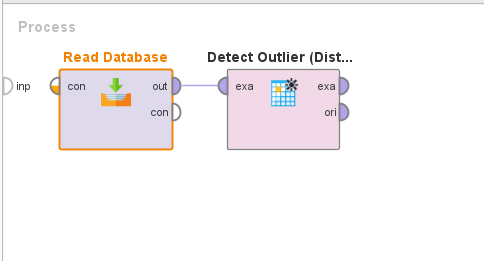 Process
Read Database Detect Outlier (Dist...
inp con out exa exa
con ori